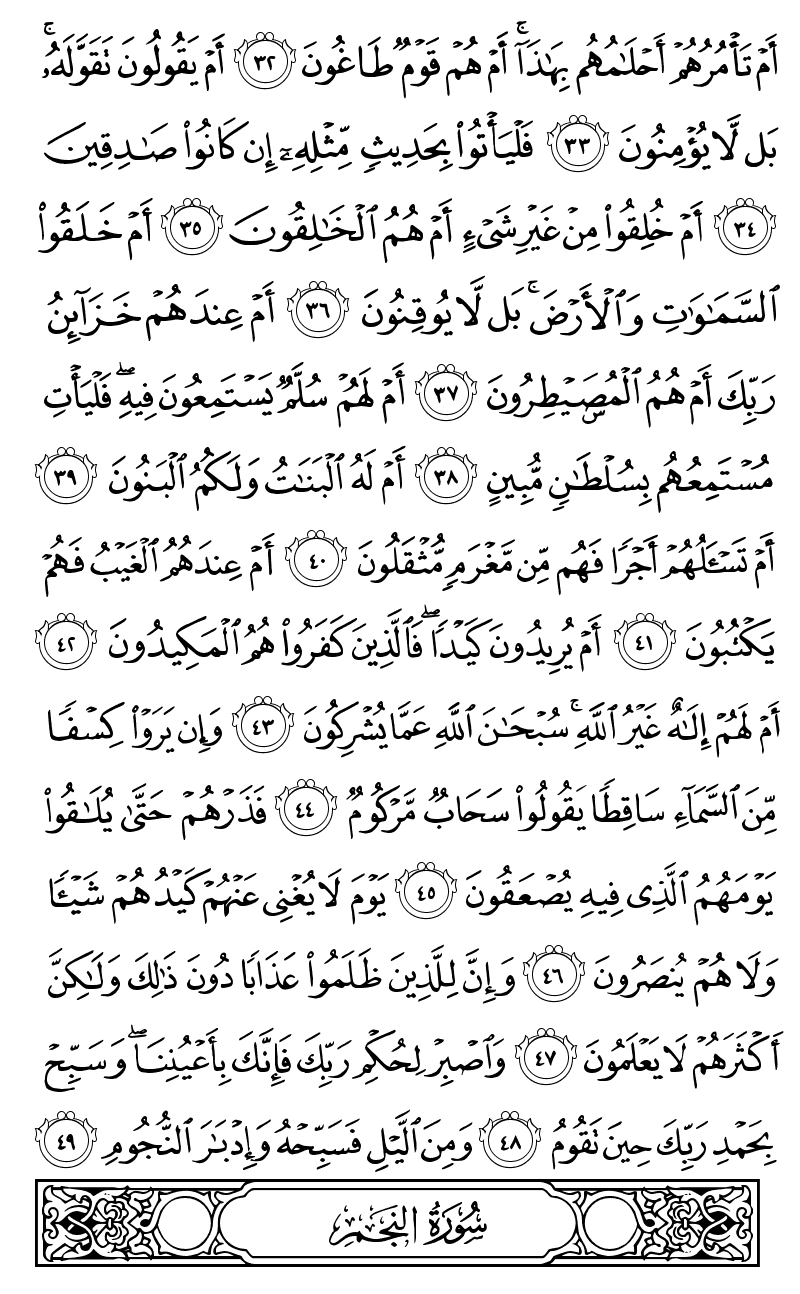 أَمْ تَأْمُرُهُمْ أَحْلَٰمُهُم بِهَٰذَآ ۚ أَمْ هُمْ قَوْمٌ طَاغُونَ ٣٢ أَمْ يَقُولُونَ تَقَوَّلَهُۥ ۚ
بَل لَّا يُؤْمِنُونَ ٣٣ فَلْيَأْتُوا۟ بِحَدِيثٍ مِّثْلِهِۦٓ إِن كَانُوا۟ صَٰدِقِينَ
٣٤ أَمْ خُلِقُوا۟ مِنْ غَيْرِ شَىْءٍ أَمْ هُمُ ٱلْخَٰلِقُونَ ٣٥ أَمْ خَلَقُوا۟
ٱلسَّمَٰوَٰتِ وَٱلْأَرْضَ ۚ بَل لَّا يُوقِنُونَ ٣٦ أَمْ عِندَهُمْ خَزَآئِنُ
رَبِّكَ أَمْ هُمُ ٱلْمُصَۣيْطِرُونَ ٣٧ أَمْ لَهُمْ سُلَّمٌ يَسْتَمِعُونَ فِيهِ ۖ فَلْيَأْتِ
مُسْتَمِعُهُم بِسُلْطَٰنٍ مُّبِينٍ ٣٨ أَمْ لَهُ ٱلْبَنَٰتُ وَلَكُمُ ٱلْبَنُونَ ٣٩
أَمْ تَسْـَٔلُهُمْ أَجْرًا فَهُم مِّن مَّغْرَمٍ مُّثْقَلُونَ ٤٠ أَمْ عِندَهُمُ ٱلْغَيْبُ فَهُمْ
يَكْتُبُونَ ٤١ أَمْ يُرِيدُونَ كَيْدًا ۖ فَٱلَّذِينَ كَفَرُوا۟ هُمُ ٱلْمَكِيدُونَ ٤٢
أَمْ لَهُمْ إِلَٰهٌ غَيْرُ ٱللَّهِ ۚ سُبْحَٰنَ ٱللَّهِ عَمَّا يُشْرِكُونَ ٤٣ وَإِن يَرَوْا۟ كِسْفًا
مِّنَ ٱلسَّمَآءِ سَاقِطًا يَقُولُوا۟ سَحَابٌ مَّرْكُومٌ ٤٤ فَذَرْهُمْ حَتَّىٰ يُلَٰقُوا۟
يَوْمَهُمُ ٱلَّذِى فِيهِ يُصْعَقُونَ ٤٥ يَوْمَ لَا يُغْنِى عَنْهُمْ كَيْدُهُمْ شَيْـًٔا
وَلَا هُمْ يُنصَرُونَ ٤٦ وَإِنَّ لِلَّذِينَ ظَلَمُوا۟ عَذَابًا دُونَ ذَٰلِكَ وَلَٰكِنَّ
أَكْثَرَهُمْ لَا يَعْلَمُونَ ٤٧ وَٱصْبِرْ لِحُكْمِ رَبِّكَ فَإِنَّكَ بِأَعْيُنِنَا ۖ وَسَبِّحْ
بِحَمْدِ رَبِّكَ حِينَ تَقُومُ ٤٨ وَمِنَ ٱلَّيْلِ فَسَبِّحْهُ وَإِدْبَٰرَ ٱلنُّجُومِ ٤٩
سُورَةُ النَّجْمِ